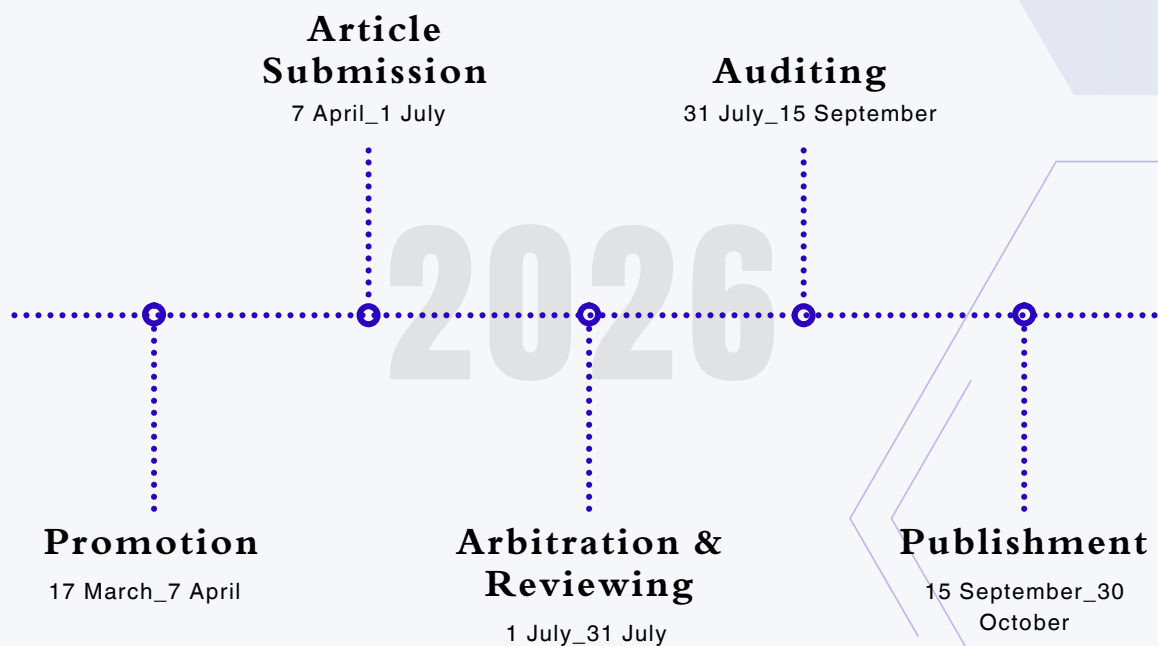 Article
Submission
7 April_1 July
Auditing
31 July_15 September
2026
Promotion
17 March_7 April
Arbitration &
Reviewing
1 July_31 July
Publishment
15 September_30
October